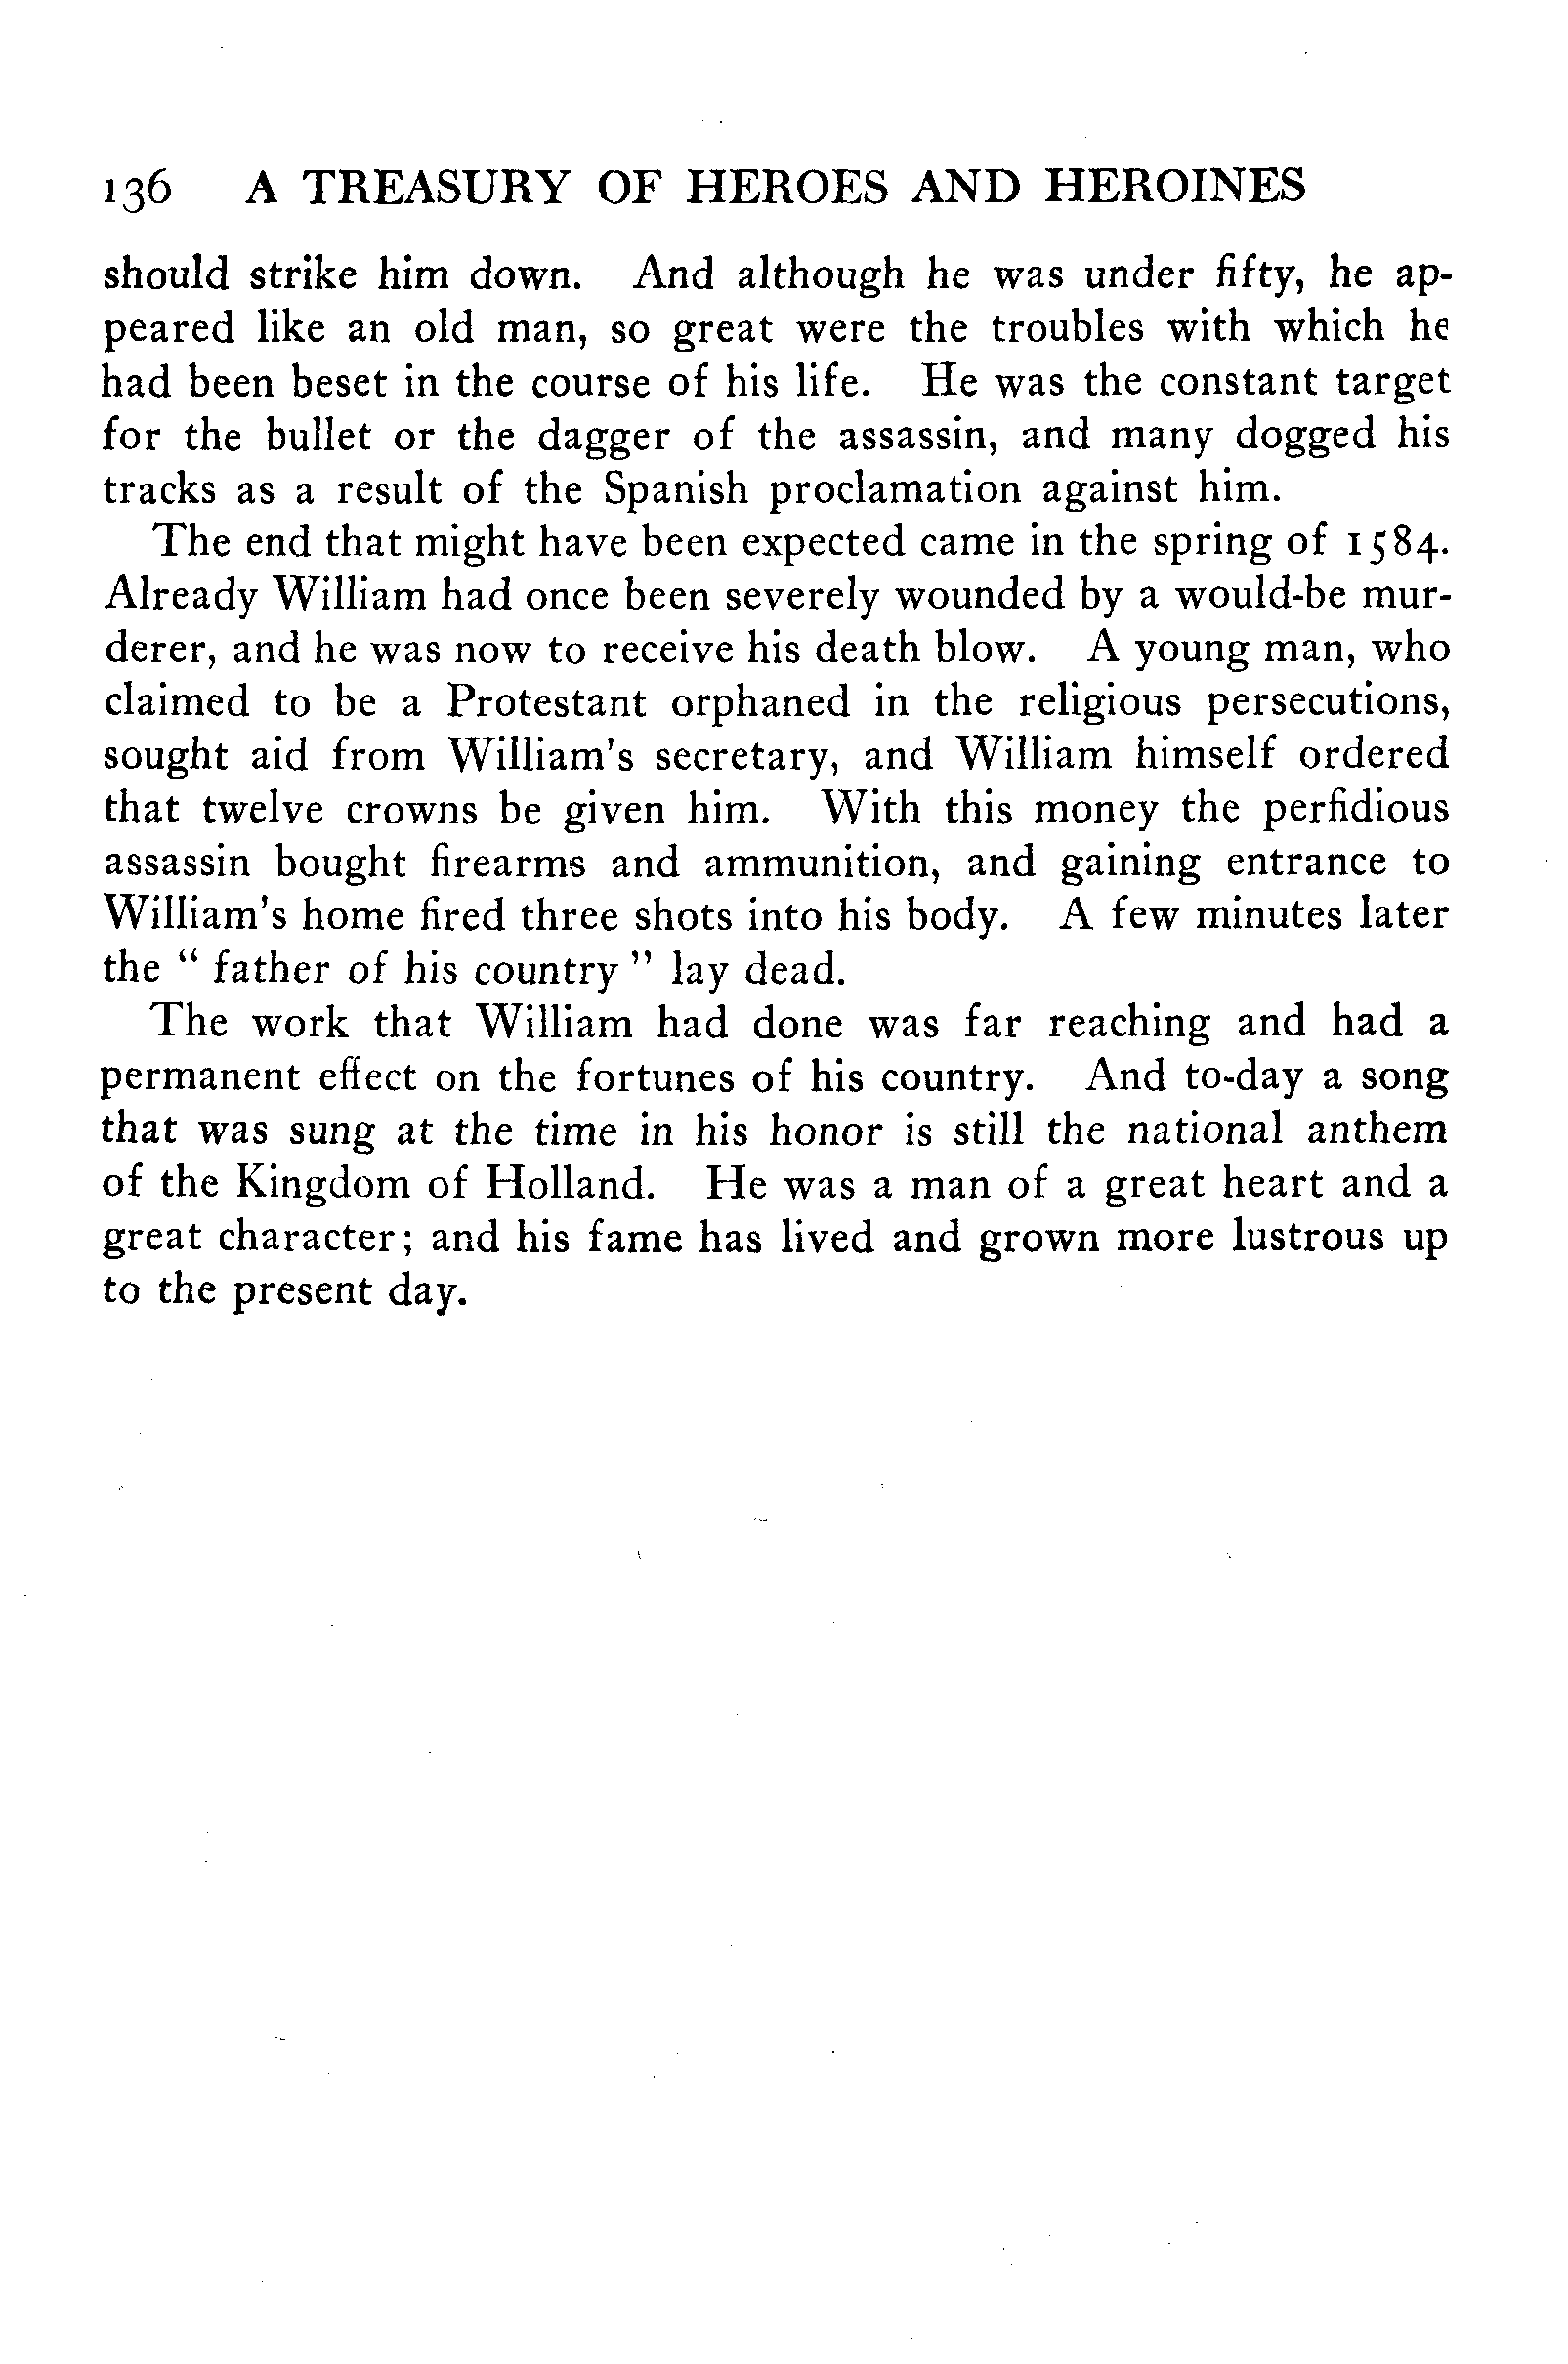 136 A TREASURY OF HEROES AND HEROINES
should strike him down. And although he was under fifty, he ap-
peared like an old man, so great were the troubles with which he
had been beset in the course of his life. He was the constant target
for the bullet or the dagger of the assassin, and many dogged his
tracks as a result of the Spanish proclamation against him.
The end that might have been expected came in the spring of 1584.
Already William had once been severely wounded by a would-be mur-
derer, and he was now to receive his death blow. A young man, who
claimed to be a Protestant orphaned in the religious persecutions,
sought aid from William's secretary, and William himself ordered
that twelve crowns be given him. With this money the perfidious
assassin bought firearms and ammunition, and gaining entrance to
William's home fired three shots into his body. A few minutes later
the " father of his country " lay dead.
The work that William had done was far reaching and had a
permanent effect on the fortunes of his country. And to-day a song
that was sung at the time in his honor is still the national anthem
of the Kingdom of Holland. He was a man of a great heart and a
great character; and his fame has lived and grown more lustrous up
to the present day.